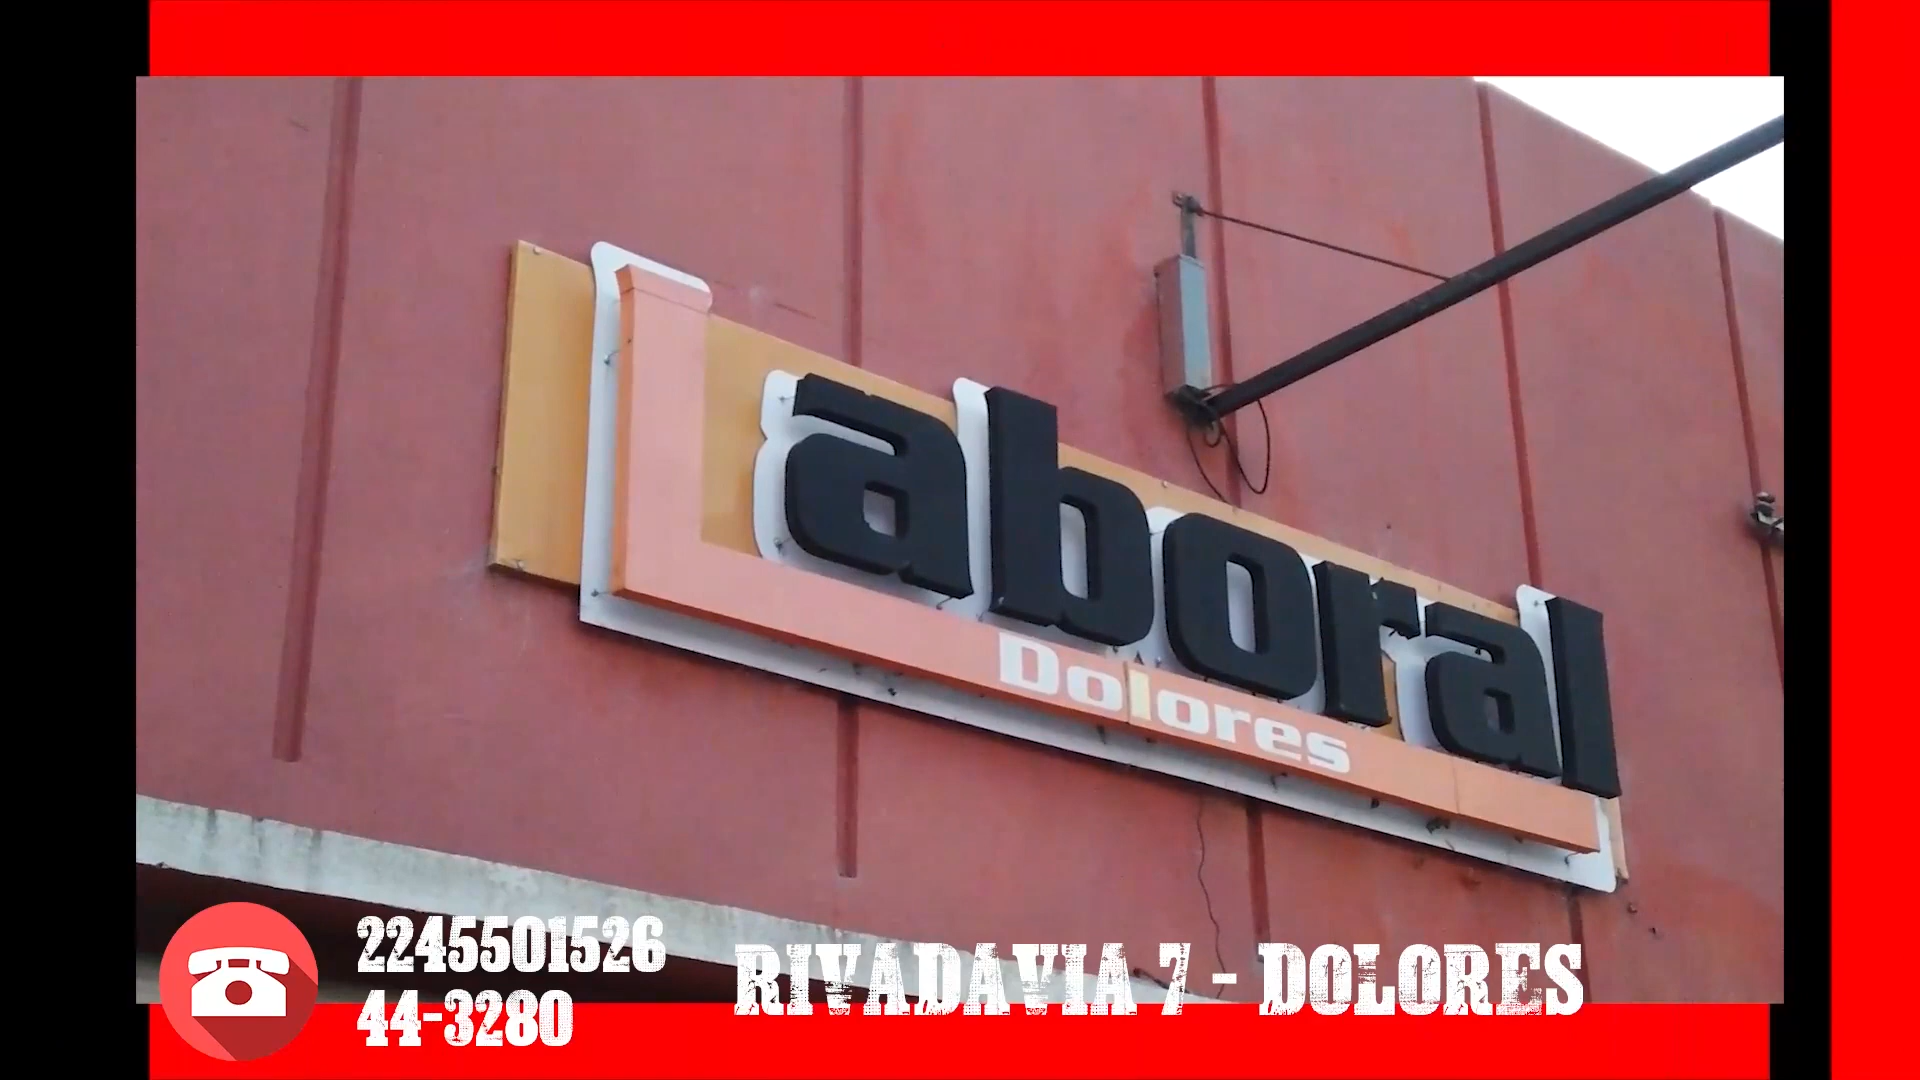 Laboral
Dolores
2245501526
44-3280
RIVADAVIA 7 - DOLORES